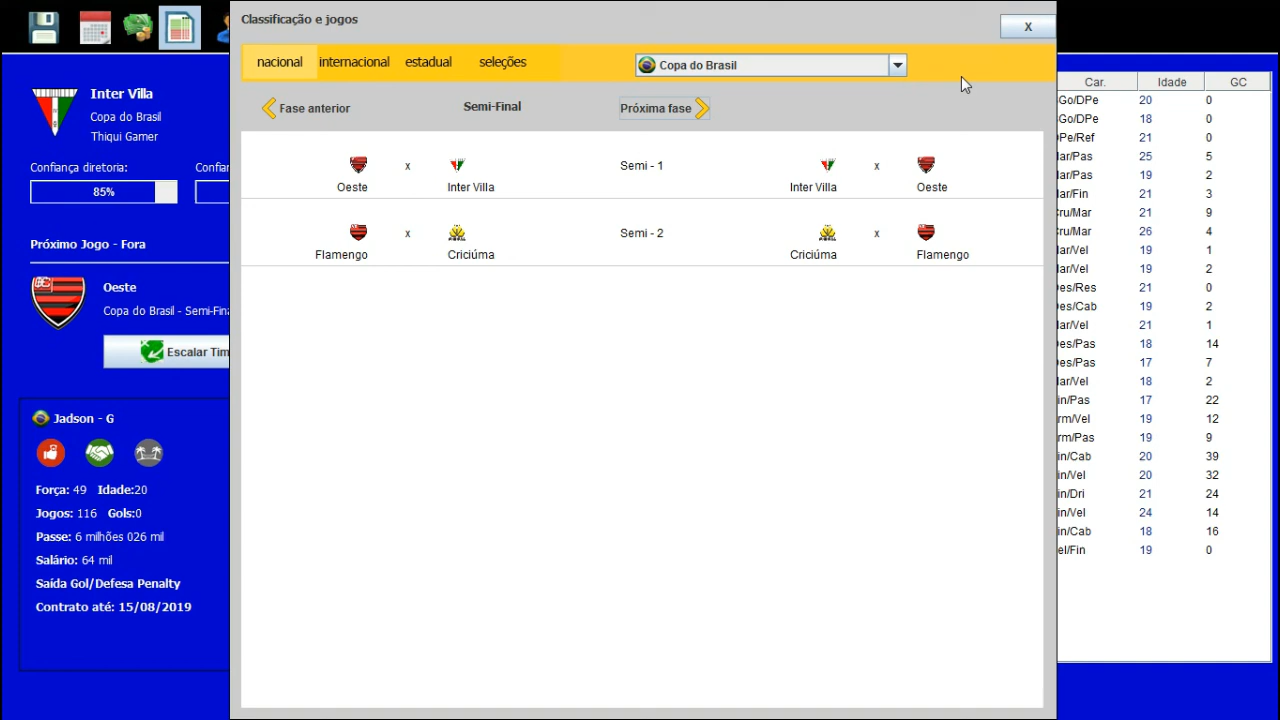 Classificação e jogos
X
nacional internacional estadual seleções
Copa do Brasil
Fase anterior
Semi-Final
Próxima fase
x Semi - 1 x
Oeste Inter Villa Inter Villa Oeste
x Semi - 2 x
Flamengo Criciúma Criciúma Flamengo
Inter Villa
Copa do Brasil
Thiqui Gamer
Confiança diretoria: Confian
85%
Próximo Jogo - Fora
Oeste
Copa do Brasil - Semi-Fina
Escalar Tim
Jadson - G
Força: 49 Idade:20
Jogos: 116 Gols:0
Passe: 6 milhões 026 mil
Salário: 64 mil
Saída Gol/Defesa Penalty
Contrato até: 15/08/2019
Car. Idade GC
Go/DPe 20 0
Go/DPe 18 0
DPe/Ref 21 0
ar/Pas 25 5
ar/Pas 19 2
ar/Fin 21 3
Cru/Mar 21 9
Cru/Mar 26 4
ar/Vel 19 1
ar/Vel 19 2
Des/Res 21 0
Des/Cab 19 2
ar/Vel 21 1
Des/Pas 18 14
Des/Pas 17 7
ar/Vel 18 2
in/Pas 17 22
rm/Vel 19 12
rm/Pas 19 9
in/Cab 20 39
in/Vel 20 32
in/Dri 21 24
in/Vel 24 14
in/Cab 18 16
el/Fin 19 0